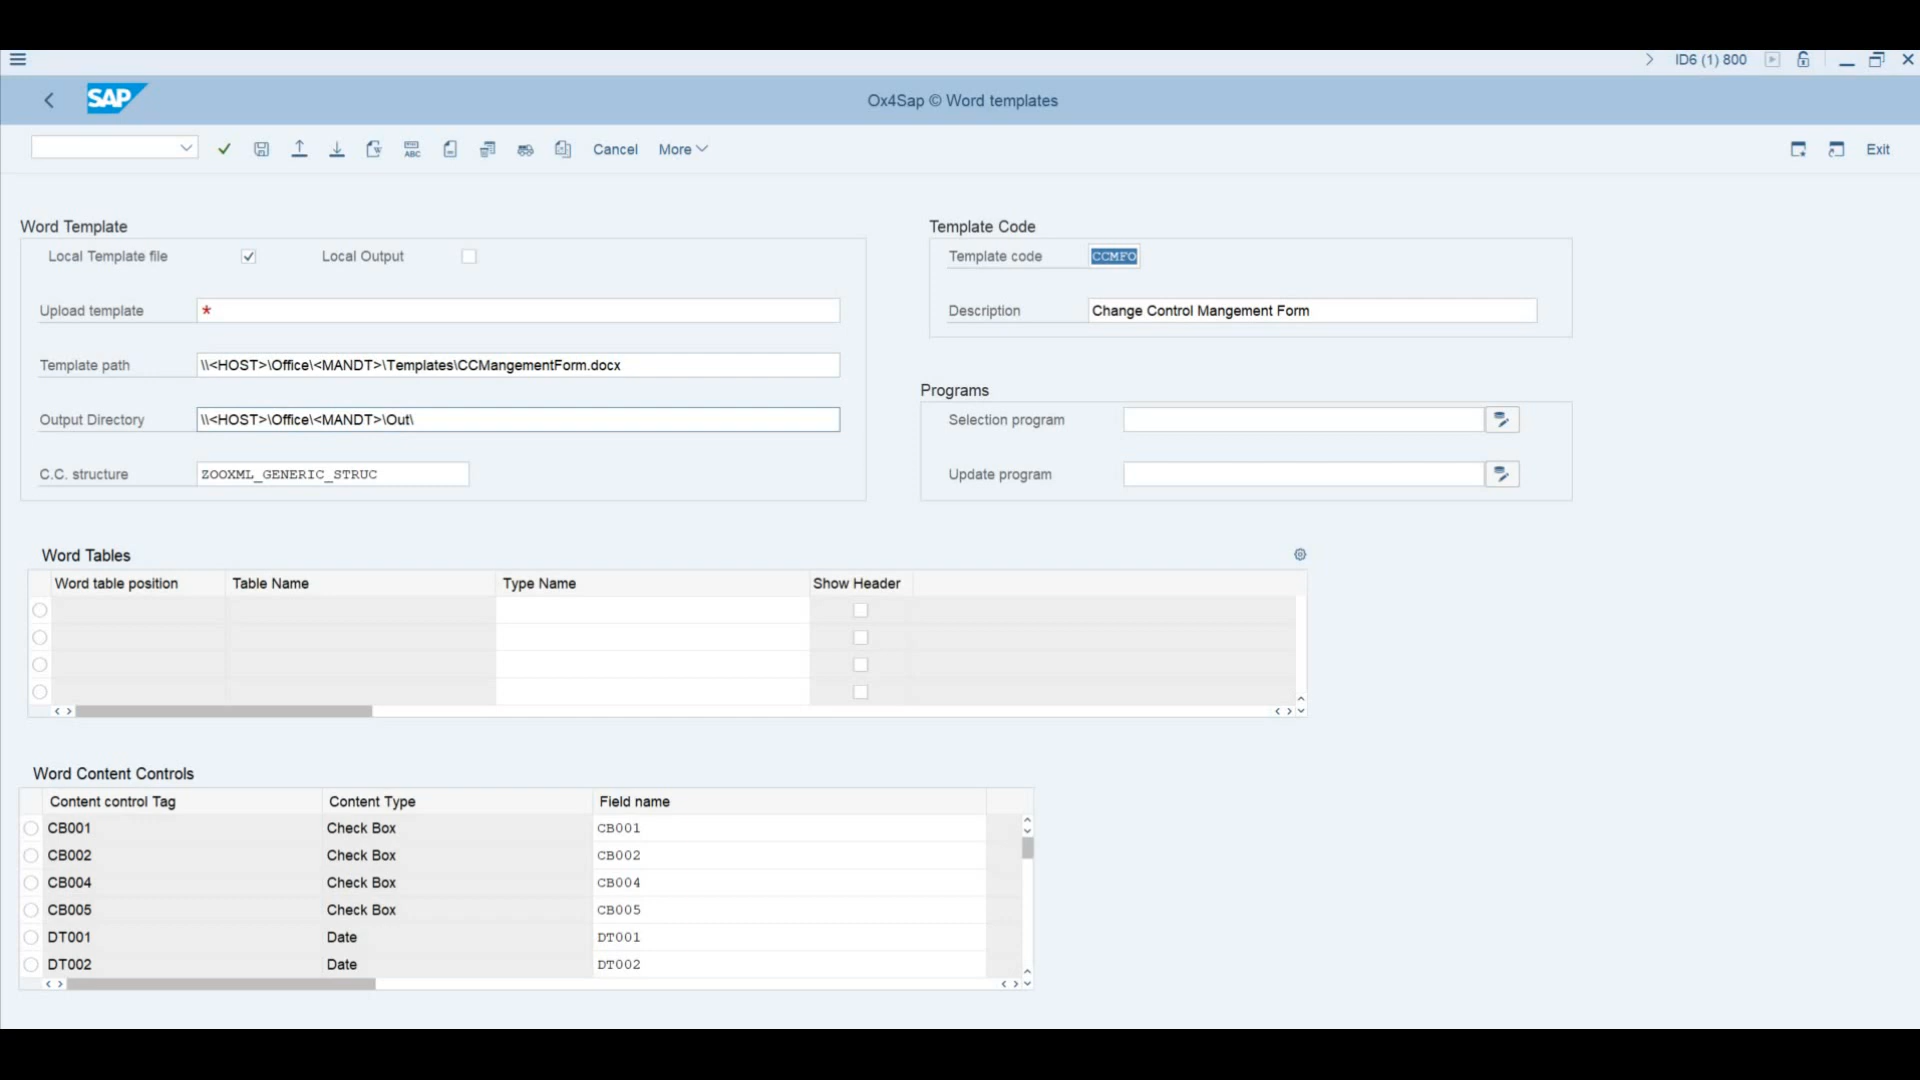 ID6 (1) 800
SAP
Ox4Sap © Word templates
ABC
Cancel
More
Exit
Word Template
Local Template file
Local Output
Upload template
*
Template path
\\<HOST>\Office\<MANDT>\Templates\CCMangementForm.docx
Output Directory
\\<HOST>\Office\<MANDT>\Out\
C.C. structure
ZOOXML_GENERIC_STRUC
Template Code
Template code
CCMFO
Description
Change Control Mangement Form
Programs
Selection program
Update program
Word Tables
Word table position Table Name Type Name Show Header
Word Content Controls
Content control Tag Content Type Field name
CB001 Check Box CB001
CB002 Check Box CB002
CB004 Check Box CB004
CB005 Check Box CB005
DT001 Date DT001
DT002 Date DT002